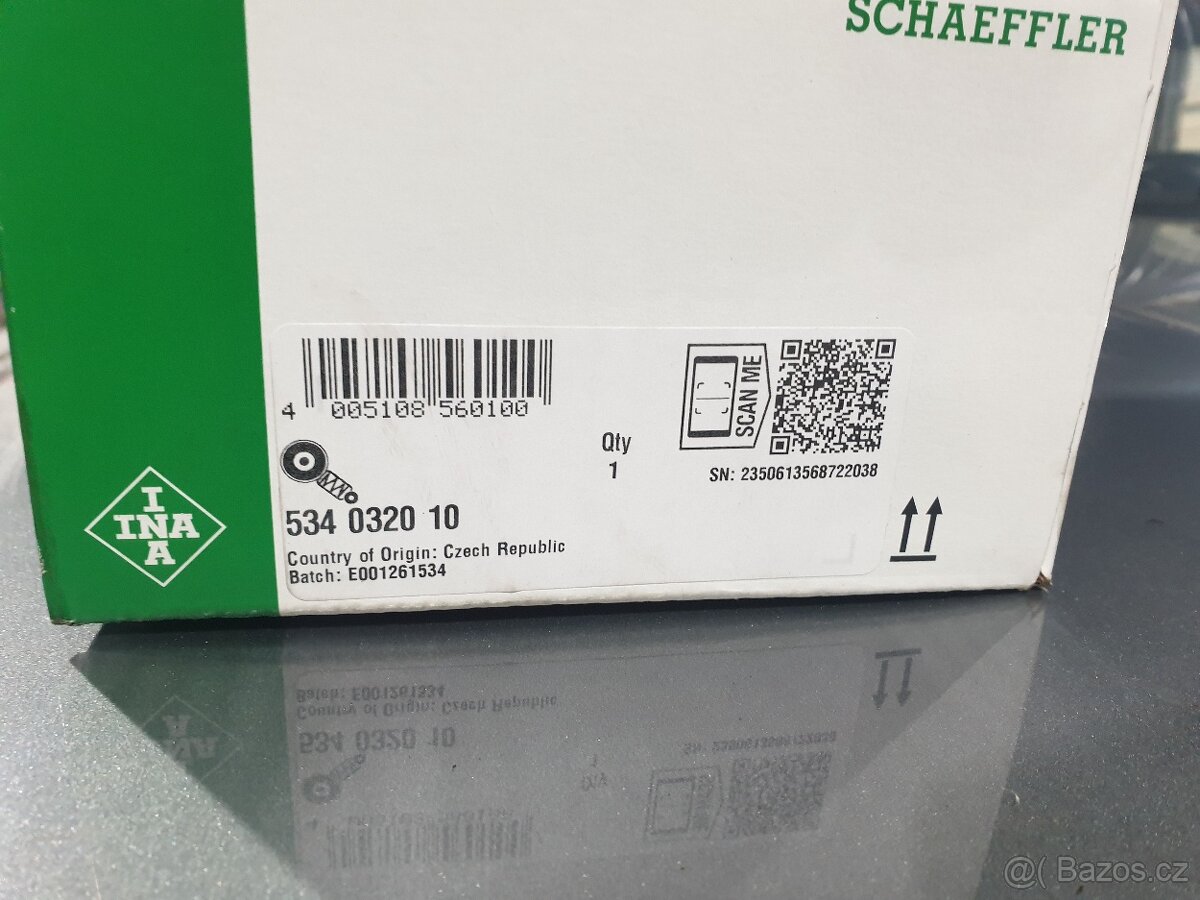 SCHAEFFLER
4 005108 560100
SCAN ME
Qty
1
SN: 2350613568722038
534 0320 10
Country of Origin: Czech Republic
Batch: E001261534
INA
INA
@( Bazos.cz